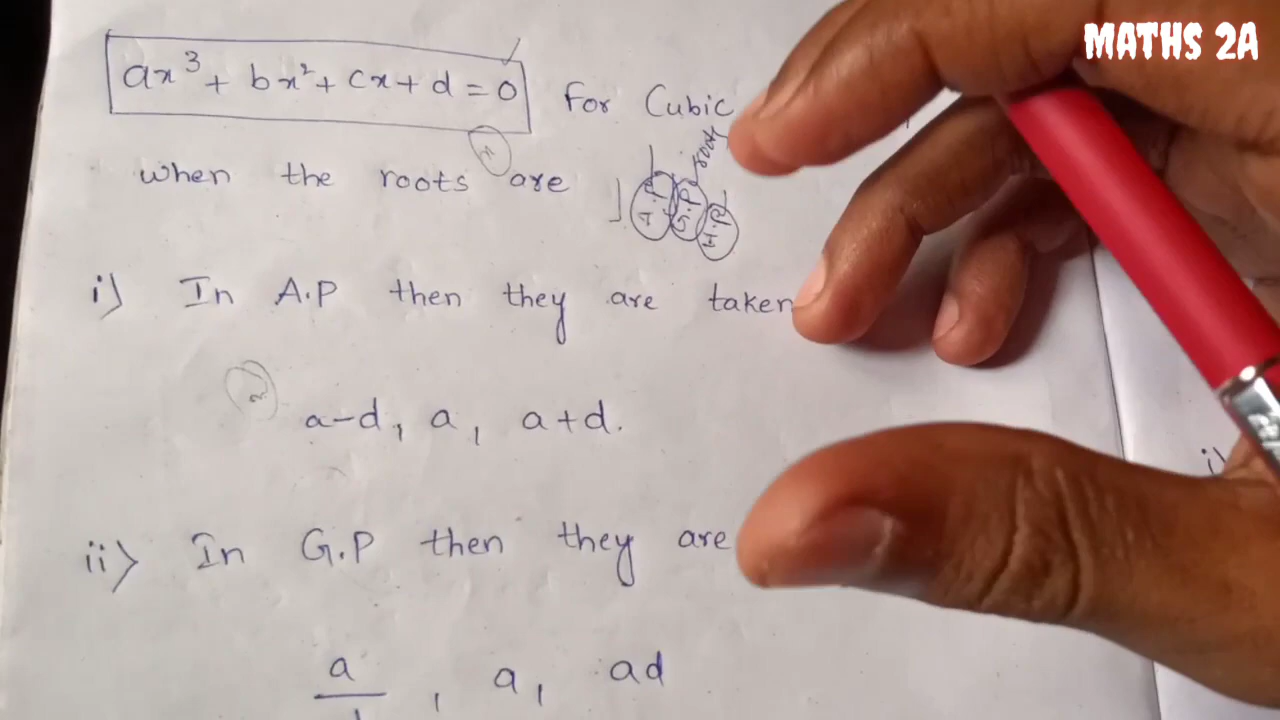 MATHS 2A
ax³ + bx² + cx + d = 0 For Cubic
when the roots are
A.P G.P H.P root
i) In A.P then they are taken
a-d, a, a+d.
ii) In G.P then they are
a, a, ad
i)